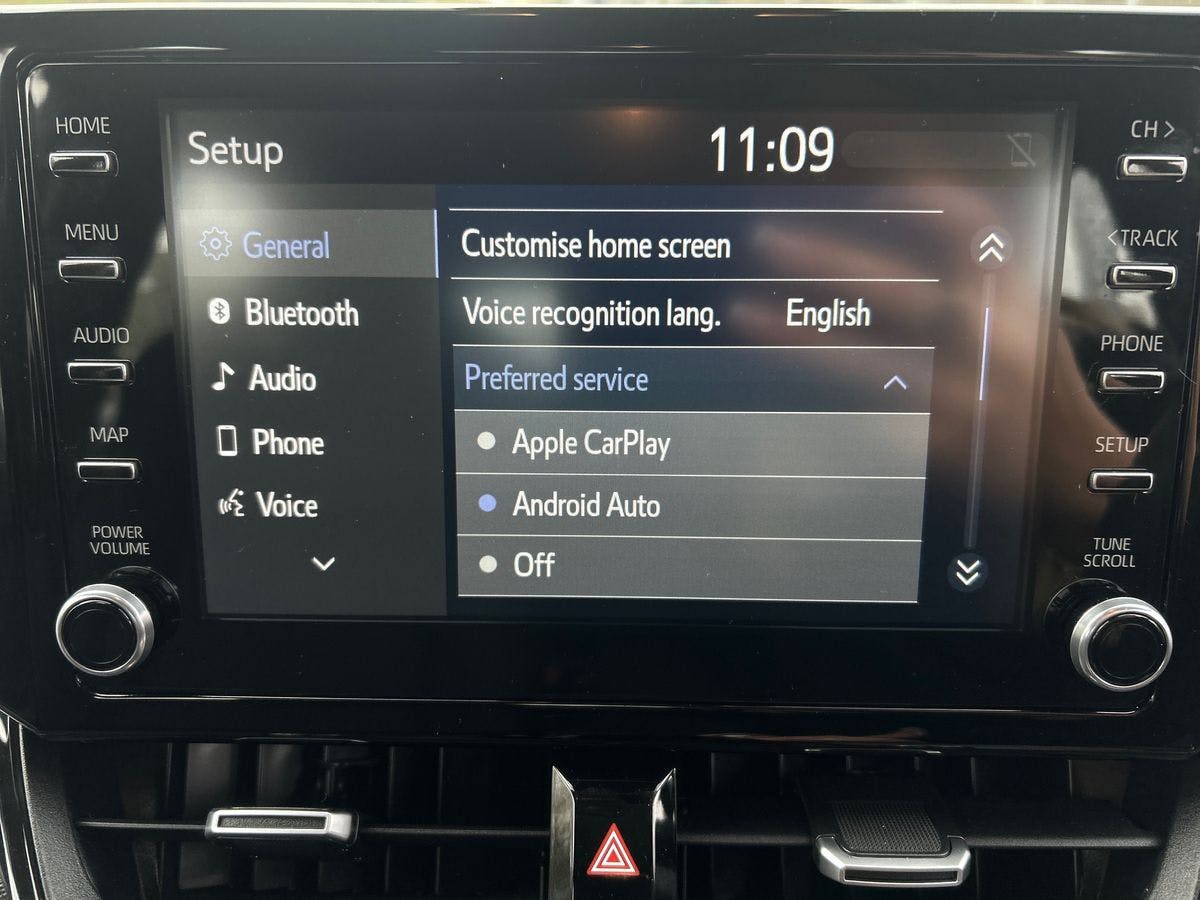 HOME
MENU
AUDIO
MAP
POWER
VOLUME
Setup
11:09
General
Bluetooth
Audio
Phone
Voice
Customise home screen
Voice recognition lang. English
Preferred service
Apple CarPlay
Android Auto
Off
CH >
<TRACK
PHONE
SETUP
TUNE
SCROLL